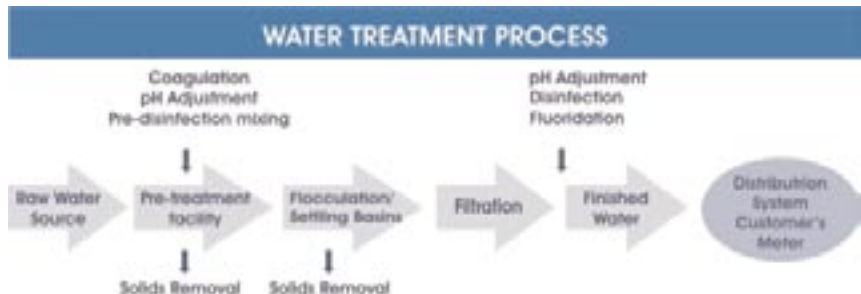 WATER TREATMENT PROCESS
Coagulation
pH Adjustment
Pre-disinfection mixing
pH Adjustment
Disinfection
Fluoridation
Raw Water
Source
Pre-treatment
facility
Flocculation/
Settling Basins
Filtration
Finished
Water
Distribution
System
Customer's
Meter
Solids Removal
Solids Removal